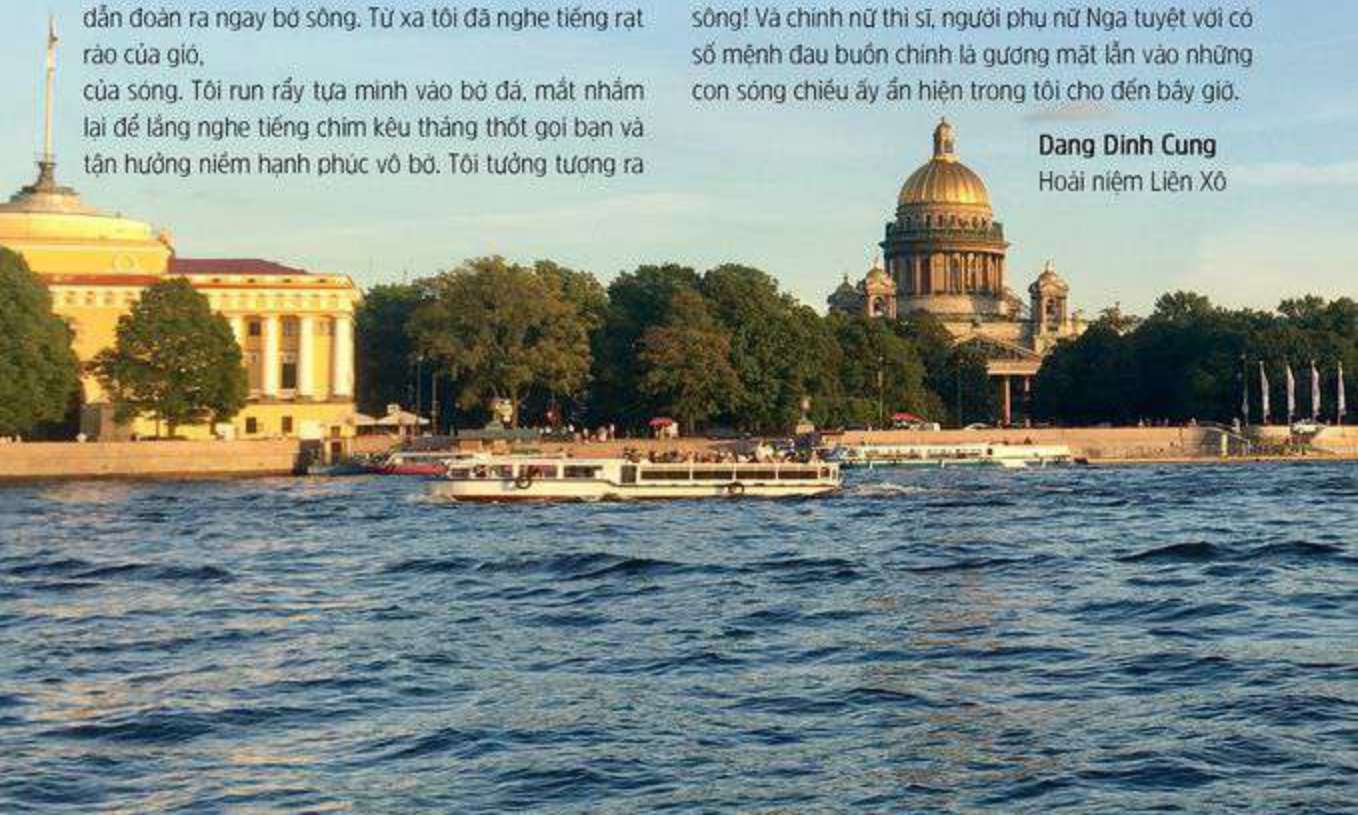 dẫn đoàn ra ngay bờ sông. Từ xa tôi đã nghe tiếng rạt
rào của gió,
của sóng. Tôi run rẩy tựa mình vào bờ đá, mắt nhắm
lại để lắng nghe tiếng chim kêu thảng thốt gọi bạn và
tận hưởng niềm hạnh phúc vô bờ. Tôi tưởng tượng ra
sông! Và chính nữ thi sĩ, người phụ nữ Nga tuyệt vời có
số mệnh đau buồn chính là gương mặt lẫn vào những
con sóng chiều ấy ẩn hiện trong tôi cho đến bây giờ.
Dang Dinh Cung
Hoài niệm Liên Xô